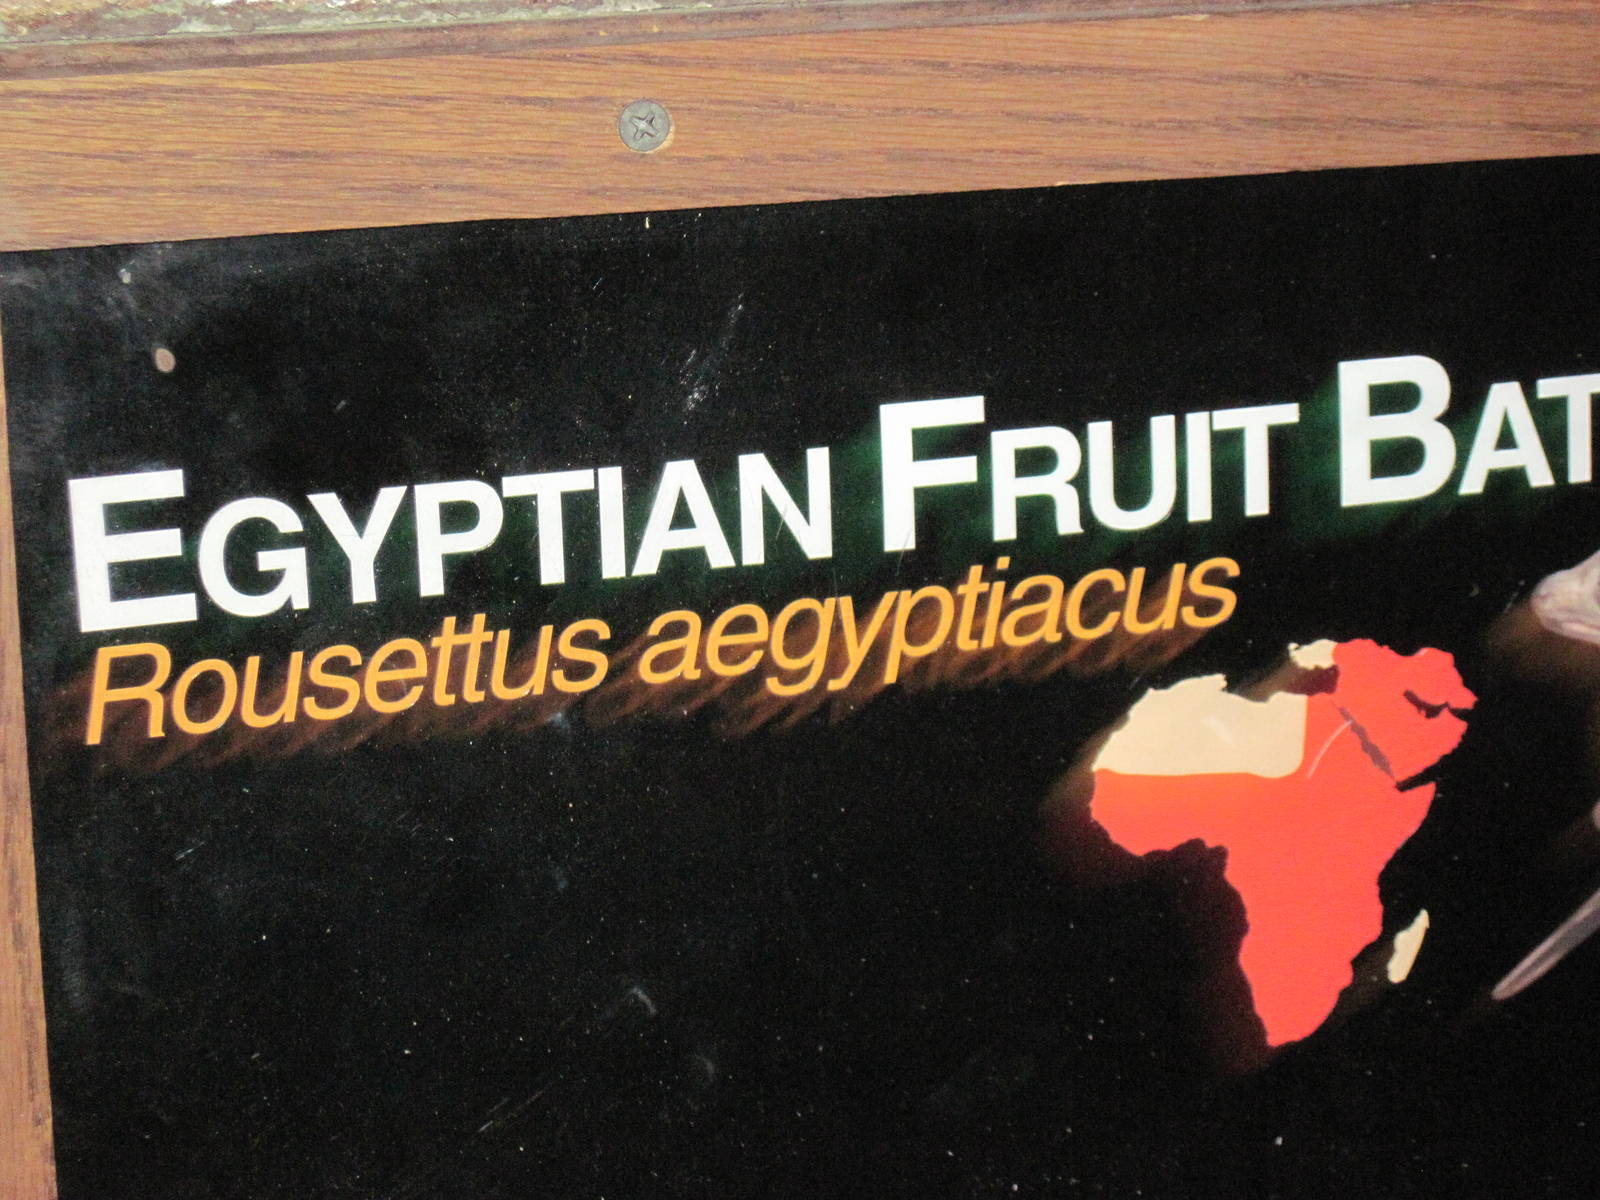 EGYPTIAN FRUIT BAT
Rousettus aegyptiacus